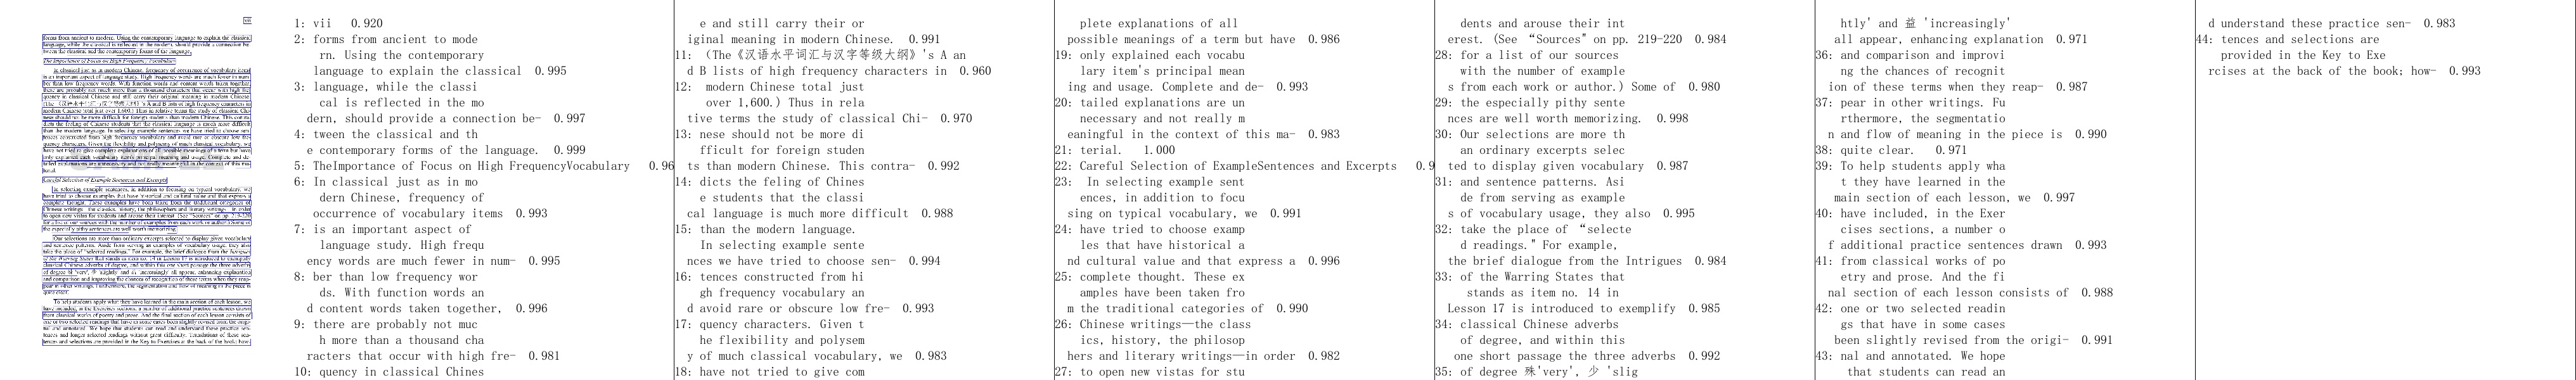 1: vii 0.920
2: forms from ancient to mode
rn. Using the contemporary
language to explain the classical 0.995
3: language, while the classi
cal is reflected in the mo
dern, should provide a connection be- 0.997
4: tween the classical and th
e contemporary forms of the language. 0.999
5: TheImportance of Focus on High FrequencyVocabulary 0.96
6: In classical just as in mo
dern Chinese, frequency of
occurrence of vocabulary items 0.993
7: is an important aspect of
language study. High frequ
ency words are much fewer in num- 0.995
8: ber than low frequency wor
ds. With function words an
d content words taken together, 0.996
9: there are probably not muc
h more than a thousand cha
racters that occur with high fre- 0.981
10: quency in classical Chines
e and still carry their or
iginal meaning in modern Chinese. 0.991
11: （The《汉语水平词汇与汉字等级大纲》's A an
d B lists of high frequency characters in 0.960
12: modern Chinese total just
over 1,600.) Thus in rela
tive terms the study of classical Chi- 0.970
13: nese should not be more di
fficult for foreign studen
ts than modern Chinese. This contra- 0.992
14: dicts the feling of Chines
e students that the classi
cal language is much more difficult 0.988
15: than the modern language.
In selecting example sente
nces we have tried to choose sen- 0.994
16: tences constructed from hi
gh frequency vocabulary an
d avoid rare or obscure low fre- 0.993
17: quency characters. Given t
he flexibility and polysem
y of much classical vocabulary, we 0.983
18: have not tried to give com
plete explanations of all
possible meanings of a term but have 0.986
19: only explained each vocabu
lary item's principal mean
ing and usage. Complete and de- 0.993
20: tailed explanations are un
necessary and not really m
eaningful in the context of this ma- 0.983
21: terial. 1.000
22: Careful Selection of ExampleSentences and Excerpts 0.9
23: In selecting example sent
ences, in addition to focu
sing on typical vocabulary, we 0.991
24: have tried to choose examp
les that have historical a
nd cultural value and that express a 0.996
25: complete thought. These ex
amples have been taken fro
m the traditional categories of 0.990
26: Chinese writings—the class
ics, history, the philosop
hers and literary writings—in order 0.982
27: to open new vistas for stu
dents and arouse their int
erest. (See “Sources" on pp. 219-220 0.984
28: for a list of our sources
with the number of example
s from each work or author.) Some of 0.980
29: the especially pithy sente
nces are well worth memorizing. 0.998
30: Our selections are more th
an ordinary excerpts selec
ted to display given vocabulary 0.987
31: and sentence patterns. Asi
de from serving as example
s of vocabulary usage, they also 0.995
32: take the place of “selecte
d readings." For example,
the brief dialogue from the Intrigues 0.984
33: of the Warring States that
stands as item no. 14 in
Lesson 17 is introduced to exemplify 0.985
34: classical Chinese adverbs
of degree, and within this
one short passage the three adverbs 0.992
35: of degree 殊'very', 少 'slig
htly' and 益 'increasingly'
all appear, enhancing explanation 0.971
36: and comparison and improvi
ng the chances of recognit
ion of these terms when they reap- 0.987
37: pear in other writings. Fu
rthermore, the segmentatio
n and flow of meaning in the piece is 0.990
38: quite clear. 0.971
39: To help students apply wha
t they have learned in the
main section of each lesson, we 0.997
40: have included, in the Exer
cises sections, a number o
f additional practice sentences drawn 0.993
41: from classical works of po
etry and prose. And the fi
nal section of each lesson consists of 0.988
42: one or two selected readin
gs that have in some cases
been slightly revised from the origi- 0.991
43: nal and annotated. We hope
that students can read an
d understand these practice sen- 0.983
44: tences and selections are
provided in the Key to Exe
rcises at the back of the book; how- 0.993